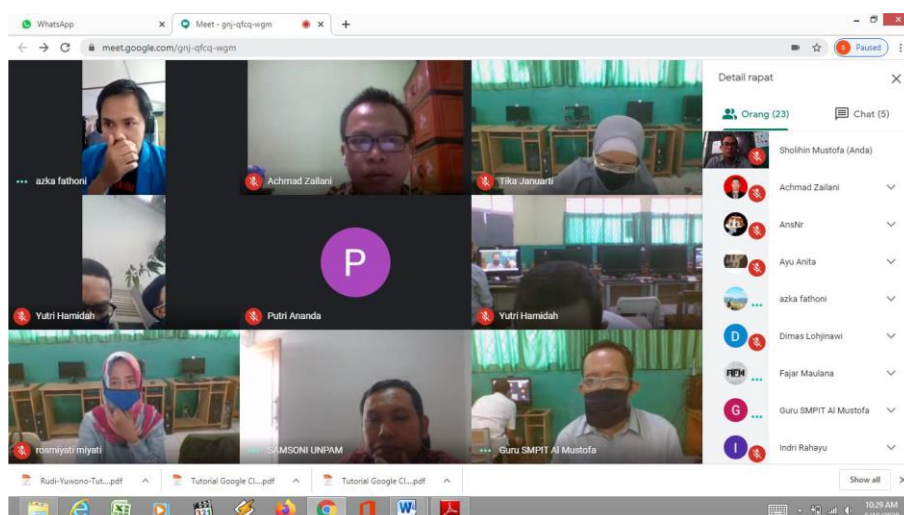 WhatsApp
Meet - gnj-qfcq-wgm
meet.google.com/gnj-qfcq-wgm
S
Paused
azka fathoni
Achmad Zailani
Tika Januarti
Yutri Hamidah
P
Putri Ananda
Yutri Hamidah
rosmiyati miyati
SAMSONI UNPAM
Guru SMPIT Al Mustofa
Detail rapat
Orang (23)
Chat (5)
Sholihin Mustofa (Anda)
Achmad Zailani
AnsNr
Ayu Anita
azka fathoni
D
Dimas Lohjinawi
Fajar Maulana
G
Guru SMPIT Al Mustofa
I
Indri Rahayu
Rudi-Yuwono-Tut....pdf
Tutorial Google Cl....pdf
Tutorial Google Cl....pdf
Show all
321
W
10:29 AM